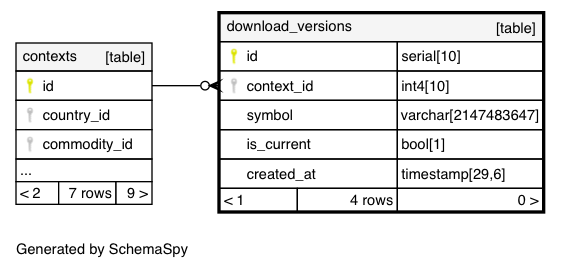 contexts [table]
id
country_id
commodity_id
...
< 2 7 rows 9 >
download_versions [table]
id serial[10]
context_id int4[10]
symbol varchar[2147483647]
is_current bool[1]
created_at timestamp[29,6]
< 1 4 rows 0 >
Generated by SchemaSpy